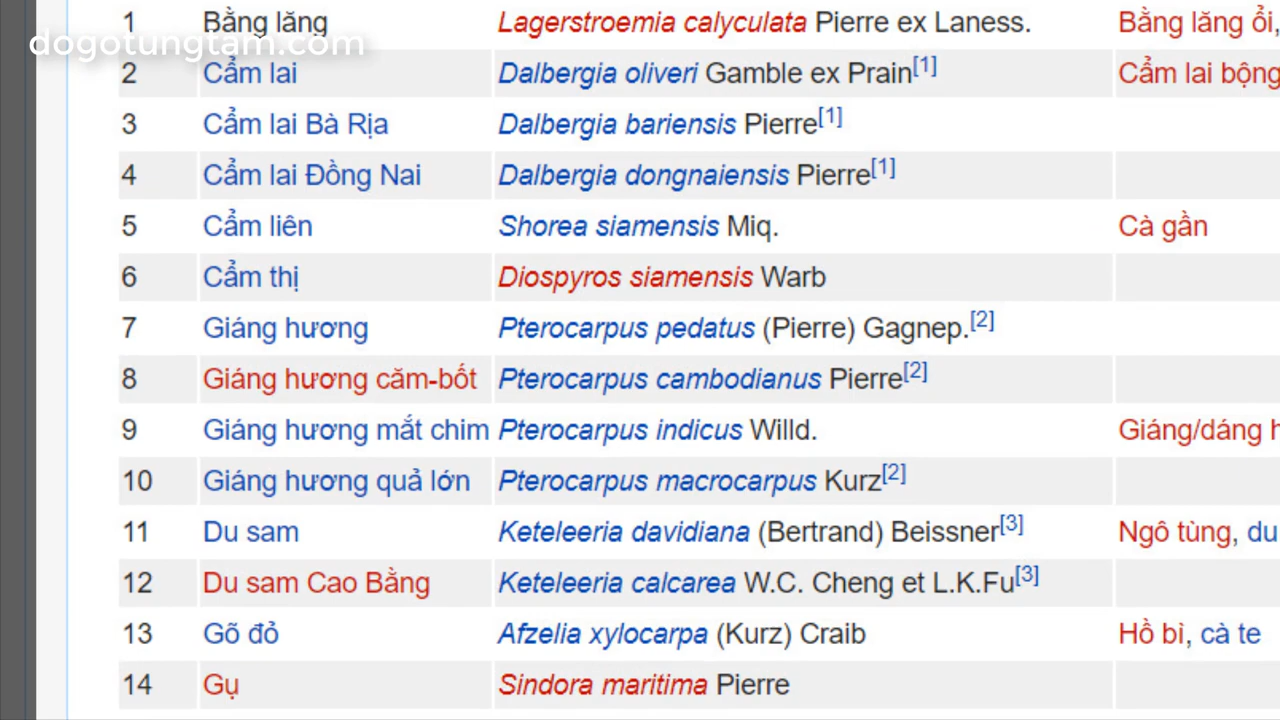 1 Bằng lăng Lagerstroemia calyculata Pierre ex Laness. Bằng lăng ổi,
dogotungtam.com
2 Cẩm lai Dalbergia oliveri Gamble ex Prain[1] Cẩm lai bộng
3 Cẩm lai Bà Rịa Dalbergia bariensis Pierre[1]
4 Cẩm lai Đồng Nai Dalbergia dongnaiensis Pierre[1]
5 Cẩm liên Shorea siamensis Miq. Cà gần
6 Cẩm thị Diospyros siamensis Warb
7 Giáng hương Pterocarpus pedatus (Pierre) Gagnep.[2]
8 Giáng hương căm-bốt Pterocarpus cambodianus Pierre[2]
9 Giáng hương mắt chim Pterocarpus indicus Willd. Giáng/dáng
10 Giáng hương quả lớn Pterocarpus macrocarpus Kurz[2]
11 Du sam Keteleeria davidiana (Bertrand) Beissner[3] Ngô tùng, du
12 Du sam Cao Bằng Keteleeria calcarea W.C. Cheng et L.K.Fu[3]
13 Gõ đỏ Afzelia xylocarpa (Kurz) Craib Hồ bì, cà te
14 Gụ Sindora maritima Pierre